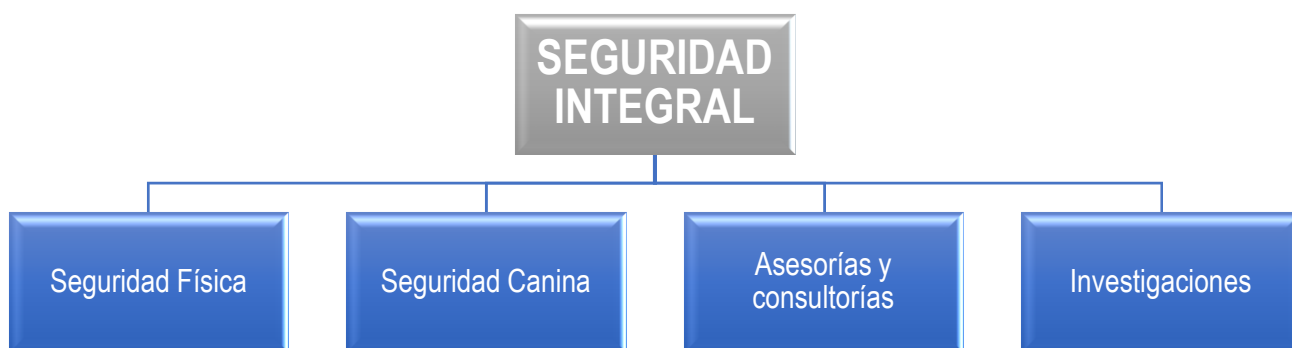 SEGURIDAD
INTEGRAL
Seguridad Física
Seguridad Canina
Asesorías y
consultorías
Investigaciones